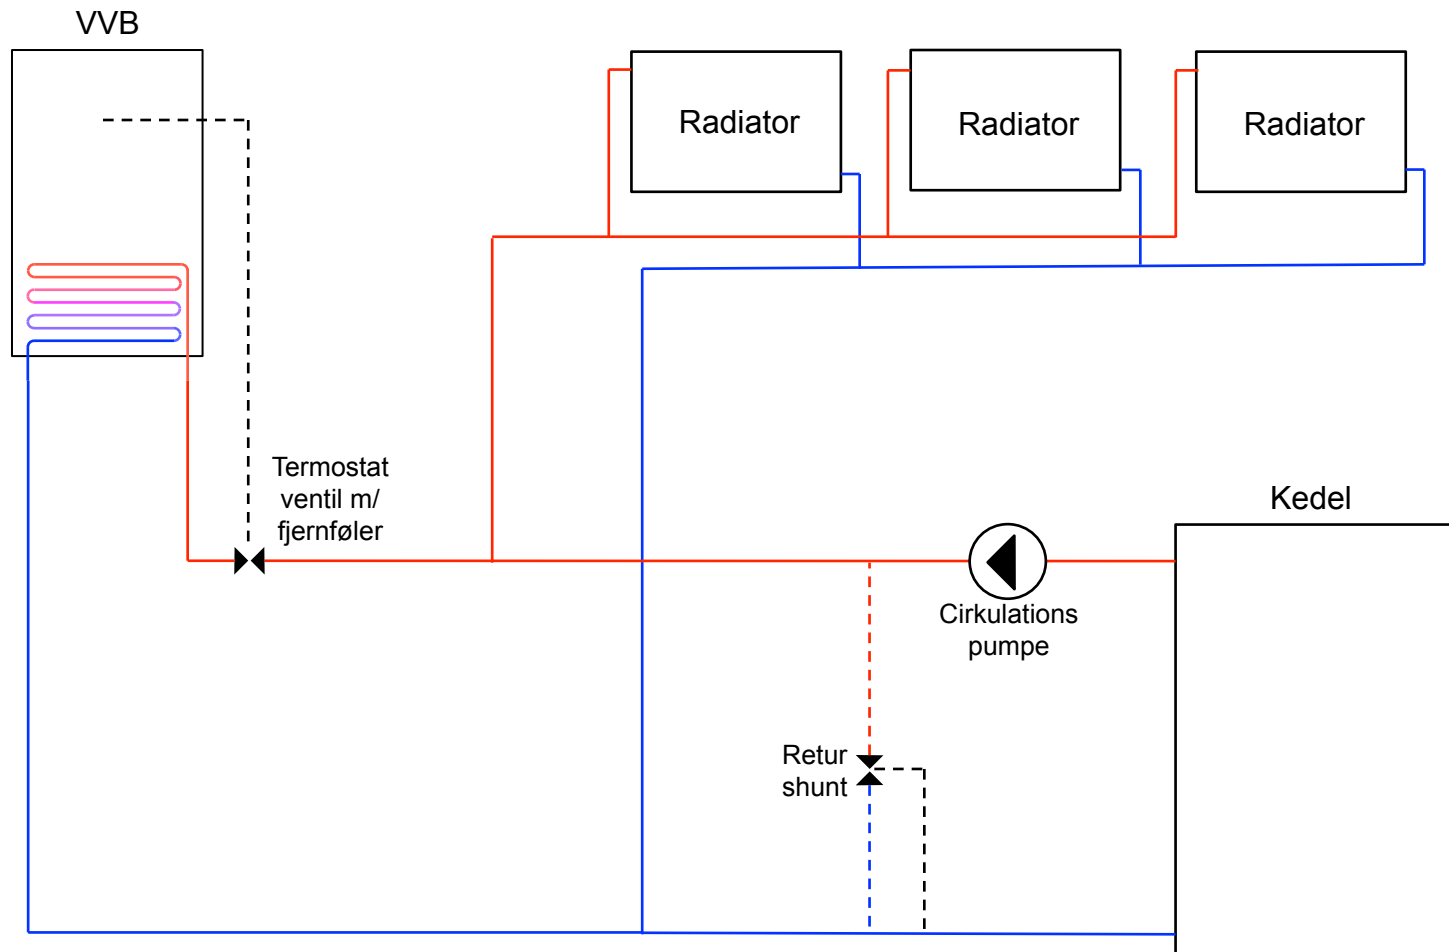 VVB
Radiator
Radiator
Radiator
Termostat
ventil m/
fjernføler
Kedel
Cirkulations
pumpe
Retur
shunt